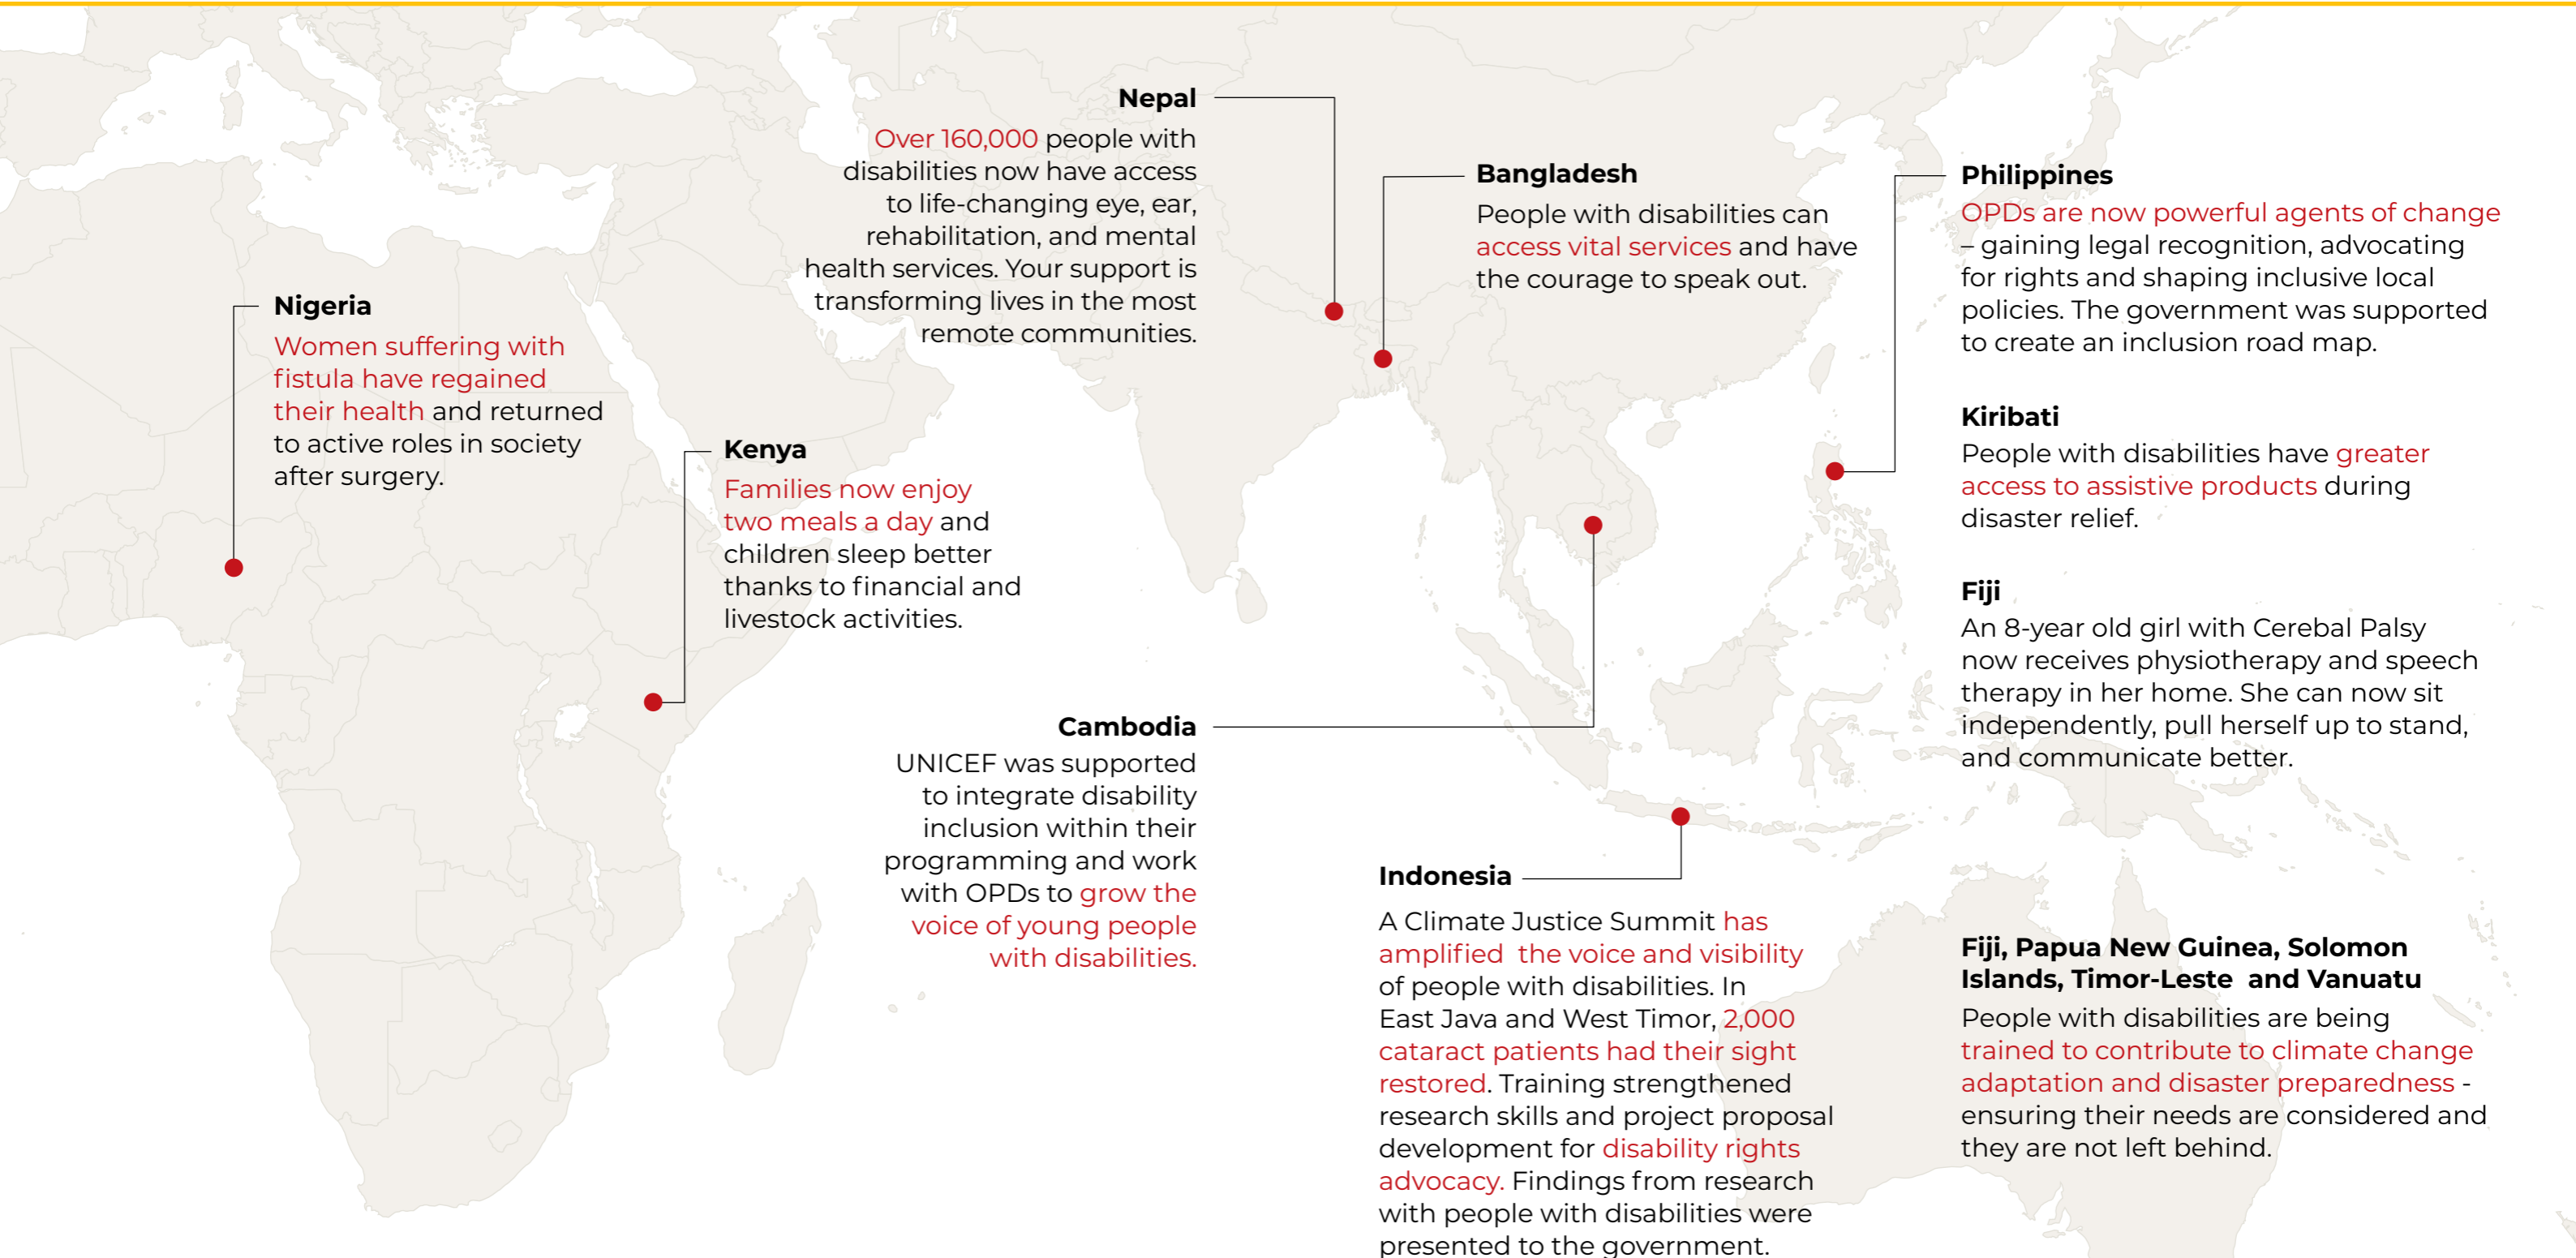 Nepal
Over 160,000 people with
disabilities now have access
to life-changing eye, ear,
rehabilitation, and mental
health services. Your support is
transforming lives in the most
remote communities.
Bangladesh
People with disabilities can
access vital services and have
the courage to speak out.
Philippines
OPDs are now powerful agents of change
– gaining legal recognition, advocating
for rights and shaping inclusive local
policies. The government was supported
to create an inclusion road map.
Nigeria
Women suffering with
fistula have regained
their health and returned
to active roles in society
after surgery.
Kenya
Families now enjoy
two meals a day and
children sleep better
thanks to financial and
livestock activities.
Kiribati
People with disabilities have greater
access to assistive products during
disaster relief.
Fiji
An 8-year old girl with Cerebal Palsy
now receives physiotherapy and speech
therapy in her home. She can now sit
independently, pull herself up to stand,
and communicate better.
Cambodia
UNICEF was supported
to integrate disability
inclusion within their
programming and work
with OPDs to grow the
voice of young people
with disabilities.
Indonesia
A Climate Justice Summit has
amplified  the voice and visibility
of people with disabilities. In
East Java and West Timor, 2,000
cataract patients had their sight
restored. Training strengthened
research skills and project proposal
development for disability rights
advocacy. Findings from research
with people with disabilities were
presented to the government.
Fiji, Papua New Guinea, Solomon
Islands, Timor-Leste  and Vanuatu
People with disabilities are being
trained to contribute to climate change
adaptation and disaster preparedness -
ensuring their needs are considered and
they are not left behind.